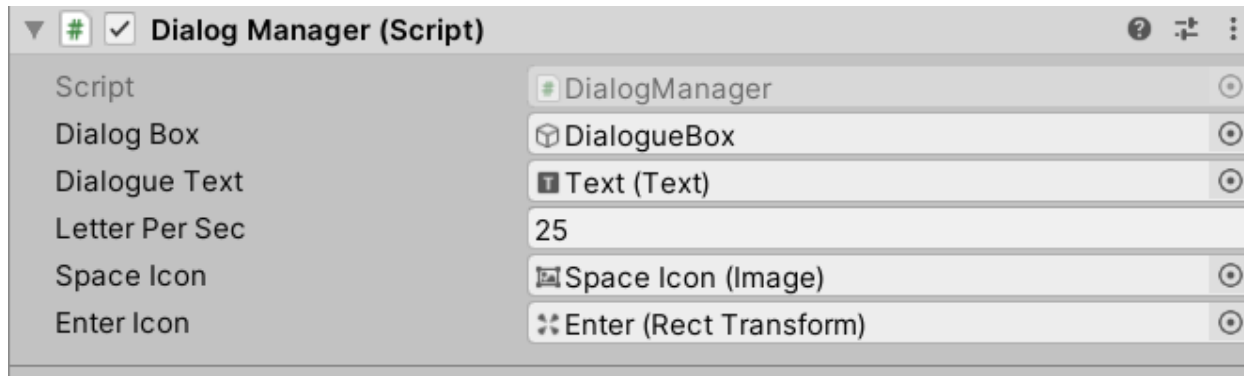 Dialog Manager (Script)
Script DialogManager
Dialog Box DialogueBox
Dialogue Text Text (Text)
Letter Per Sec 25
Space Icon Space Icon (Image)
Enter Icon Enter (Rect Transform)